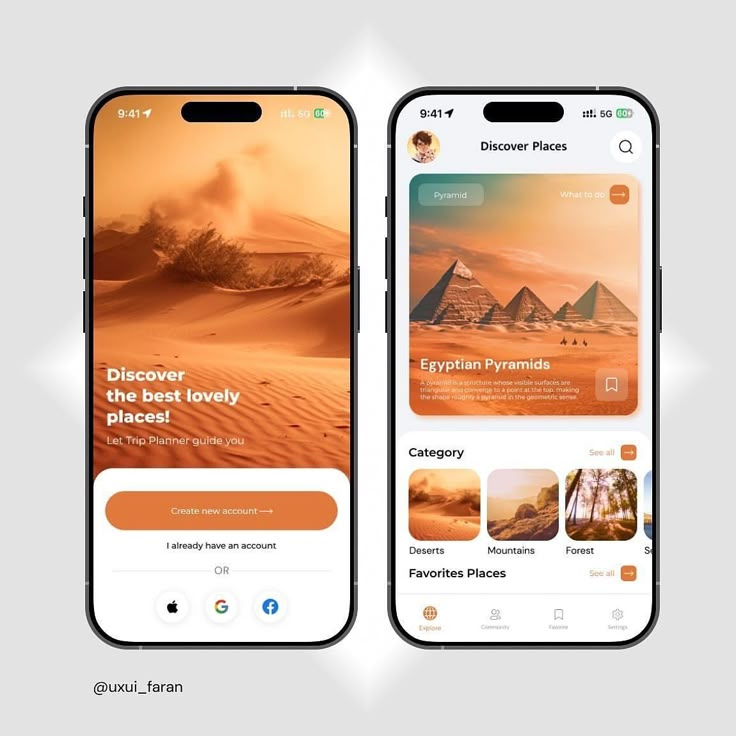 9:41
5G 60
Discover
the best lovely
places!
Let Trip Planner guide you
Create new account
I already have an account
OR
@uxui_faran
9:41
5G 60
Discover Places
Pyramid
What to do
Egyptian Pyramids
A pyramid is a structure whose visible surfaces are
triangular and converge to a point at the top, making
the shape roughly a pyramid in the geometric sense.
Category
See all
Deserts
Mountains
Forest
Favorites Places
See all
Explore
Community
Favorite
Settings